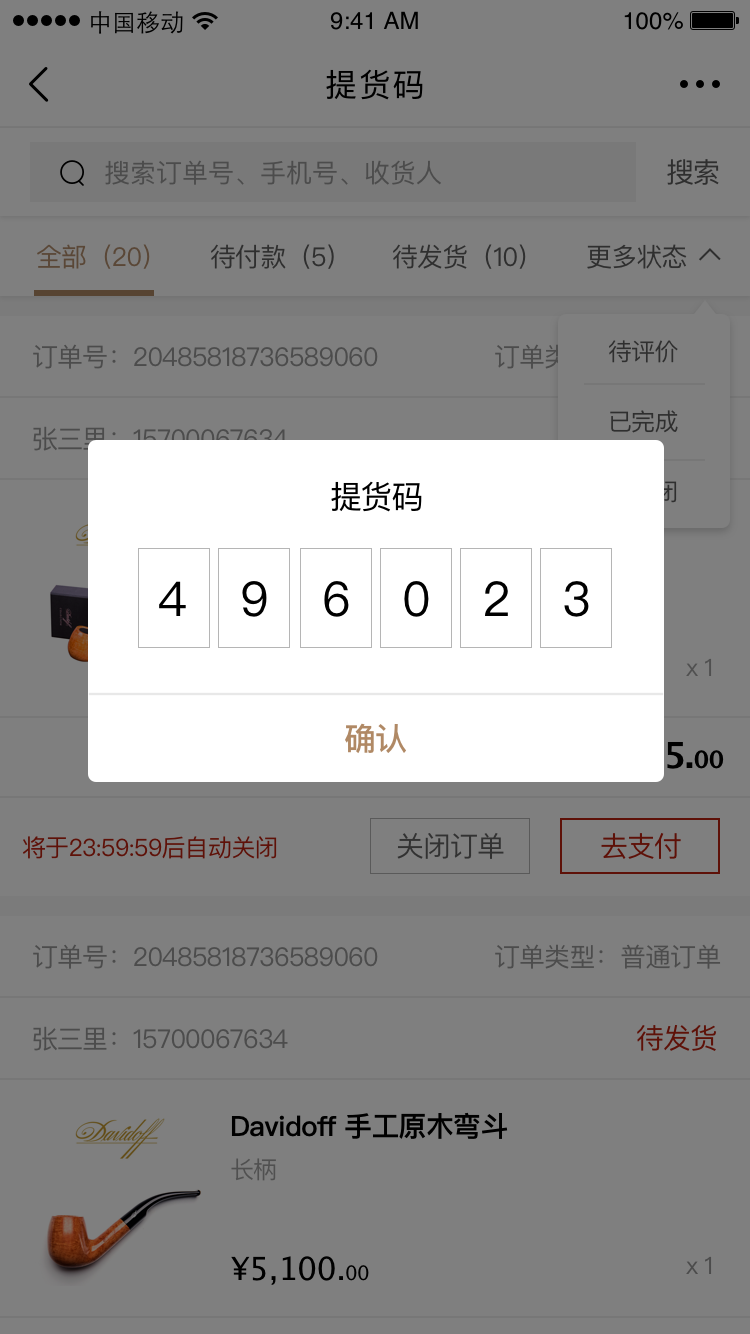 中国移动 9:41 AM 100%
提货码
搜索订单号、手机号、收货人 搜索
全部（20） 待付款（5） 待发货（10） 更多状态
订单号：20485818736589060 订单类
待评价
张三里：15700067634
已完成
闭
提货码
4 9 6 0 2 3
x 1
确认
5.00
将于23:59:59后自动关闭 关闭订单 去支付
订单号：20485818736589060 订单类型：普通订单
张三里：15700067634 待发货
Davidoff
Davidoff 手工原木弯斗
长柄
¥5,100.00 x 1